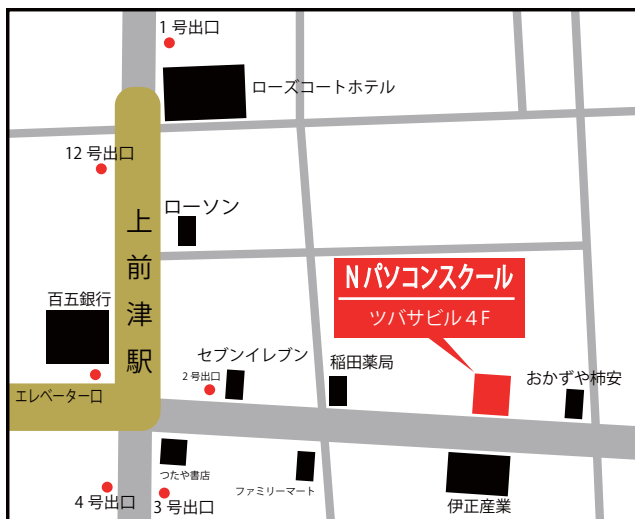 1号出口
ローズコートホテル
12号出口
ローソン
上前津駅
Nパソコンスクール
ツバサビル4F
百五銀行
セブンイレブン
稲田薬局
2号出口
おかずや柿安
エレベーター口
つたや書店
ファミリーマート
4号出口
3号出口
伊正産業